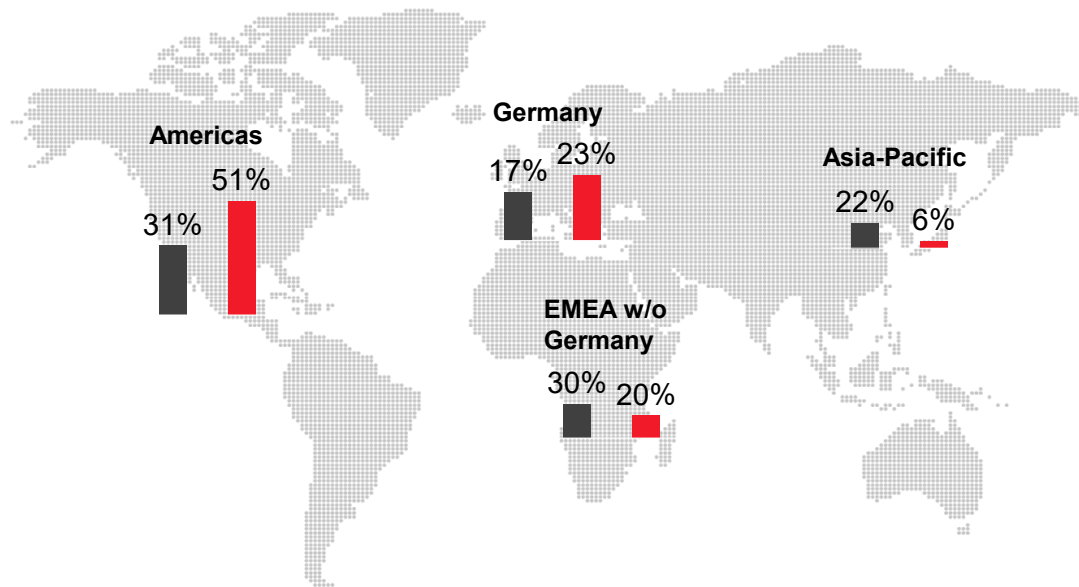 Americas
31%
51%
Germany
17%
23%
Asia-Pacific
22%
6%
EMEA w/o
Germany
30%
20%